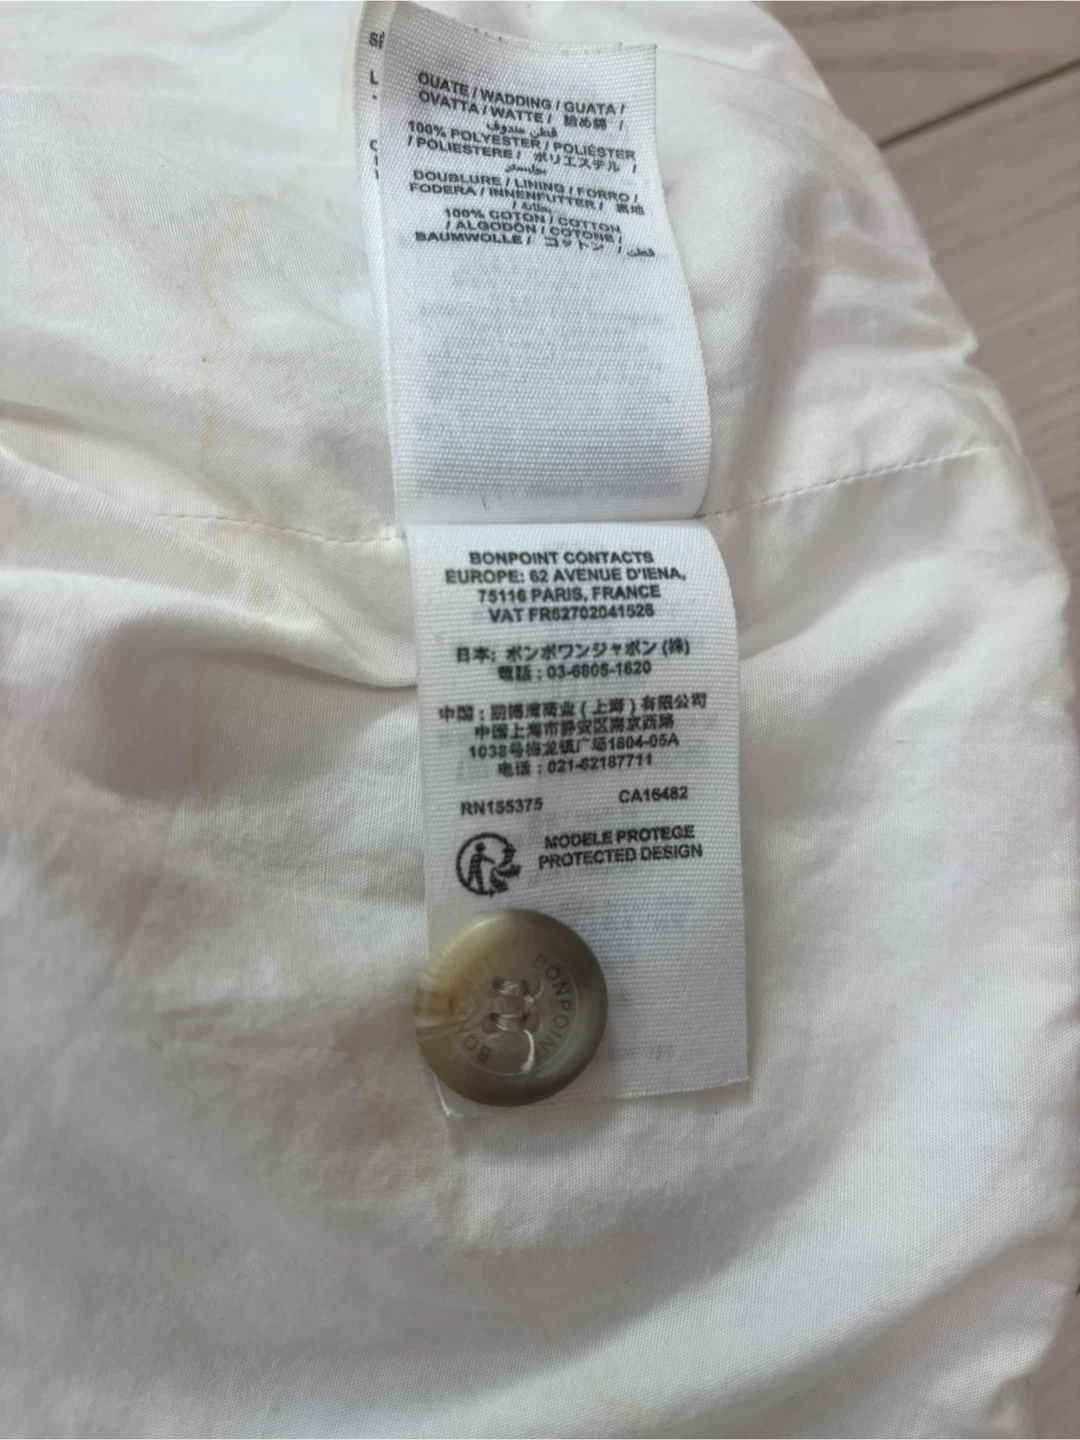 OUATE / WADDING / GUATA /
OVATTA / WATTE / 詰め綿 /
قطن مندوف
100% POLYESTER / POLIÉSTER
/ POLIESTERE / ポリエステル /
بوليستر
DOUBLURE / LINING / FORRO /
FODERA / INNENFUTTER / 裏地
/ بطانة
100% COTON / COTTON
/ ALGODÓN / COTONE /
BAUMWOLLE / コットン / قطن
BONPOINT CONTACTS
EUROPE: 62 AVENUE D'IENA,
75116 PARIS, FRANCE
VAT FR62702041526
日本: ボンポワンジャポン (株)
電話 : 03-6805-1620
中国 : 商业 ( 上海 ) 有限公司
中国上海市静安区南京西路
1038号梅龙镇广场1804-05A
电话 : 021-62187711
RN155375 CA16482
MODELE PROTEGE
PROTECTED DESIGN
BONPOINT
BON